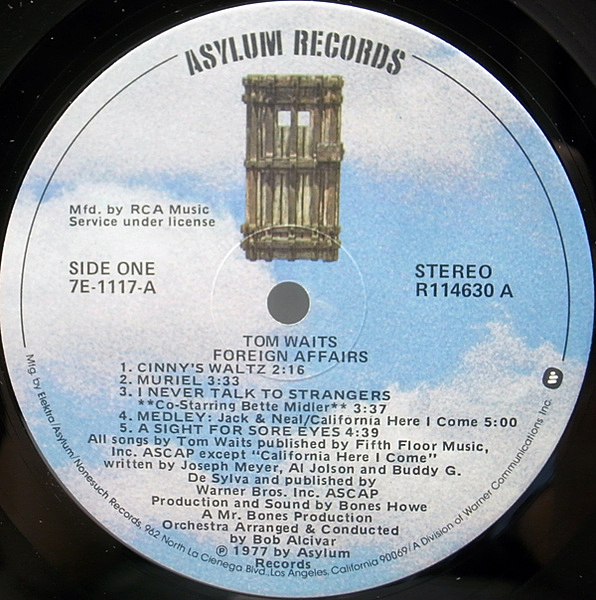 ASYLUM RECORDS
Mfd. by RCA Music
Service under license
SIDE ONE
7E-1117-A
STEREO
R114630 A
TOM WAITS
FOREIGN AFFAIRS
1. CINNY'S WALTZ 2:16
2. MURIEL 3:33
3. I NEVER TALK TO STRANGERS
**Co-Starring Bette Midler** 3:37
4. MEDLEY: Jack & Neal/California Here I Come 5:00
5. A SIGHT FOR SORE EYES 4:39
All songs by Tom Waits published by Fifth Floor Music,
Inc. ASCAP except "California Here I Come"
written by Joseph Meyer, Al Jolson and Buddy G.
De Sylva and published by
Warner Bros. Inc. ASCAP
Production and Sound by Bones Howe
A Mr. Bones Production
Orchestra Arranged & Conducted
by Bob Alcivar
℗ 1977 by Asylum
Records
Mfg. by Elektra/Asylum/Nonesuch Records, 962 North La Cienega Blvd., Los Angeles, California 90069/A Division of Warner Communications Inc.